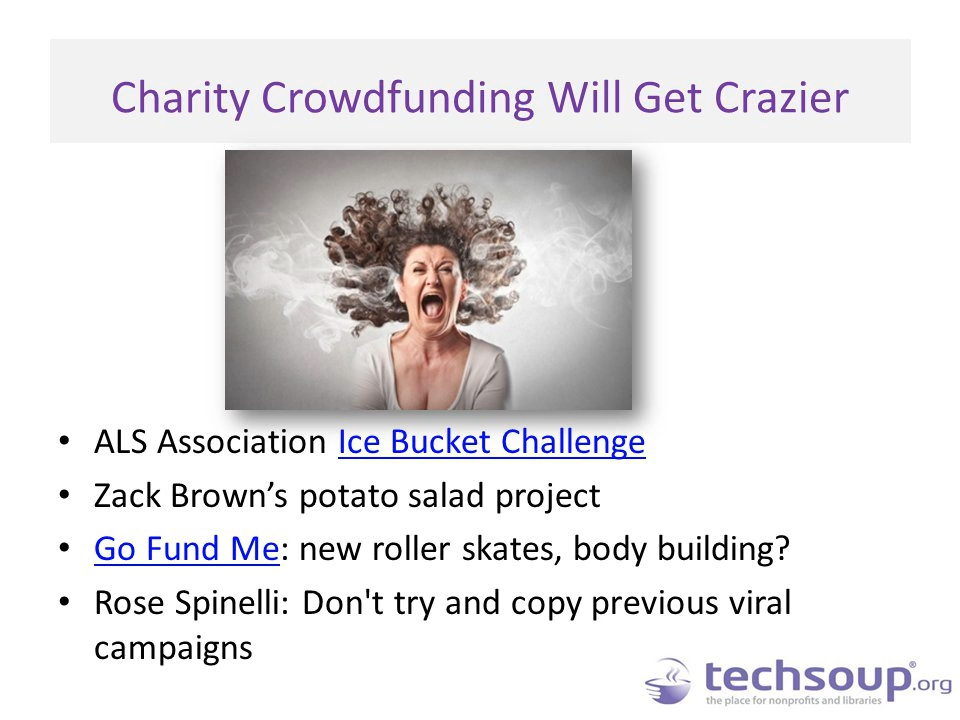 Charity Crowdfunding Will Get Crazier
• ALS Association Ice Bucket Challenge
• Zack Brown’s potato salad project
• Go Fund Me: new roller skates, body building?
• Rose Spinelli: Don't try and copy previous viral
campaigns
techsoup®.org
the place for nonprofits and libraries